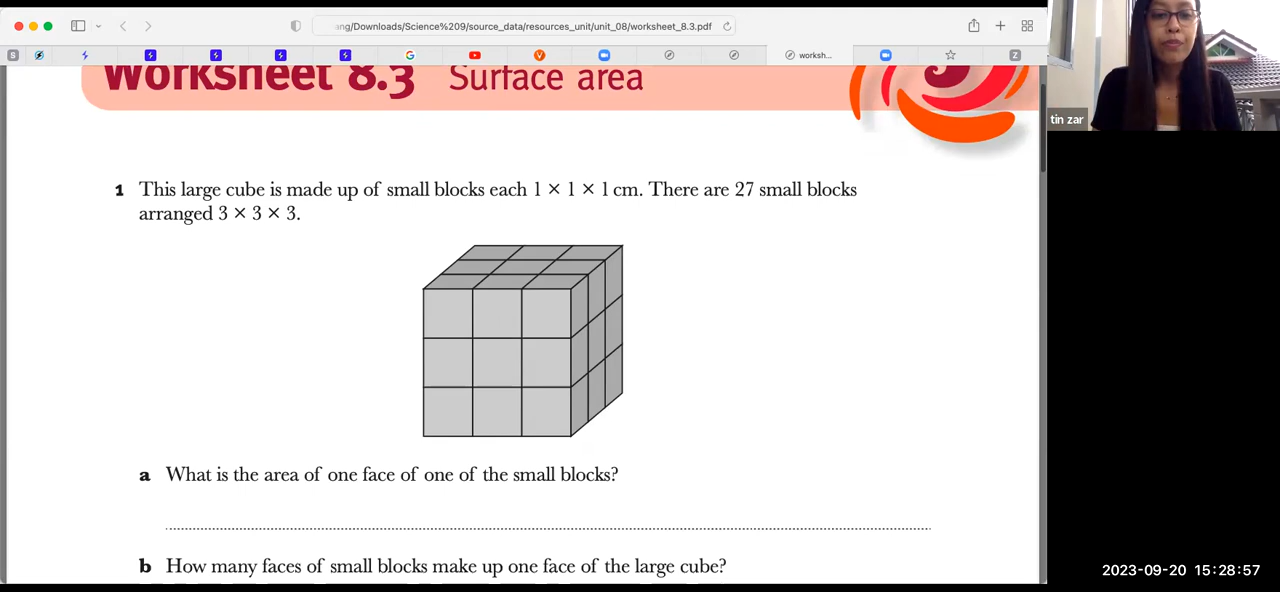 ang/Downloads/Science%209/source_data/resources_unit/unit_08/worksheet_8.3.pdf
S
G
V
worksh...
Z
Worksheet 8.3 Surface area
tin zar
1 This large cube is made up of small blocks each 1 × 1 × 1 cm. There are 27 small blocks
arranged 3 × 3 × 3.
a What is the area of one face of one of the small blocks?
b How many faces of small blocks make up one face of the large cube?
2023-09-20 15:28:57